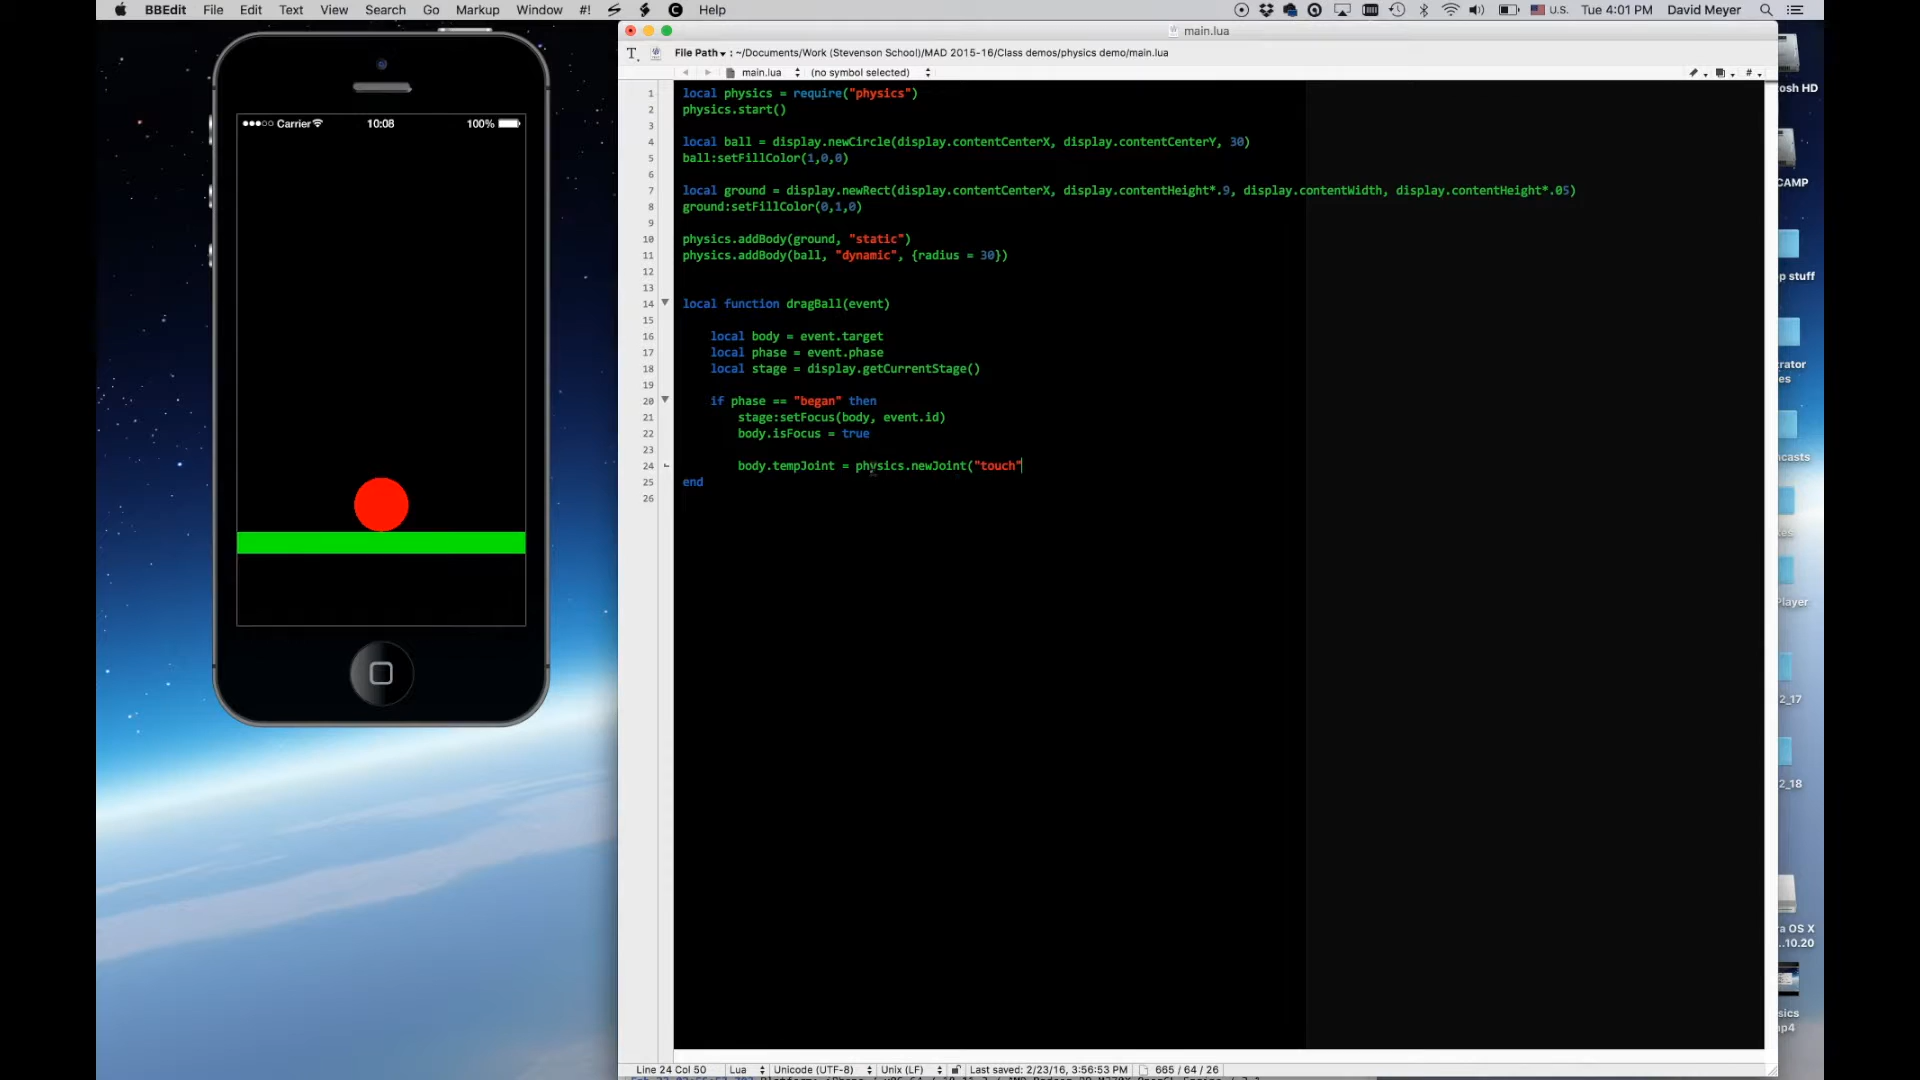 BBEdit File Edit Text View Search Go Markup Window #! Help U.S. Tue 4:01 PM David Meyer
main.lua
File Path ▾ : ~/Documents/Work (Stevenson School)/MAD 2015-16/Class demos/physics demo/main.lua
main.lua (no symbol selected)
Carrier 10:08 100%
1 local physics = require("physics")
2 physics.start()
3
4 local ball = display.newCircle(display.contentCenterX, display.contentCenterY, 30)
5 ball:setFillColor(1,0,0)
6
7 local ground = display.newRect(display.contentCenterX, display.contentHeight*.9, display.contentWidth, display.contentHeight*.05)
8 ground:setFillColor(0,1,0)
9
10 physics.addBody(ground, "static")
11 physics.addBody(ball, "dynamic", {radius = 30})
12
13
14 local function dragBall(event)
15
16 local body = event.target
17 local phase = event.phase
18 local stage = display.getCurrentStage()
19
20 if phase == "began" then
21 stage:setFocus(body, event.id)
22 body.isFocus = true
23
24 body.tempJoint = physics.newJoint("touch"
25 end
26
osh HD
CAMP
p stuff
rator
es
ncasts
Player
2_17
2_18
ra OS X
..10.20
sics
np4
Line 24 Col 50 Lua Unicode (UTF-8) Unix (LF) Last saved: 2/23/16, 3:56:53 PM 665 / 64 / 26